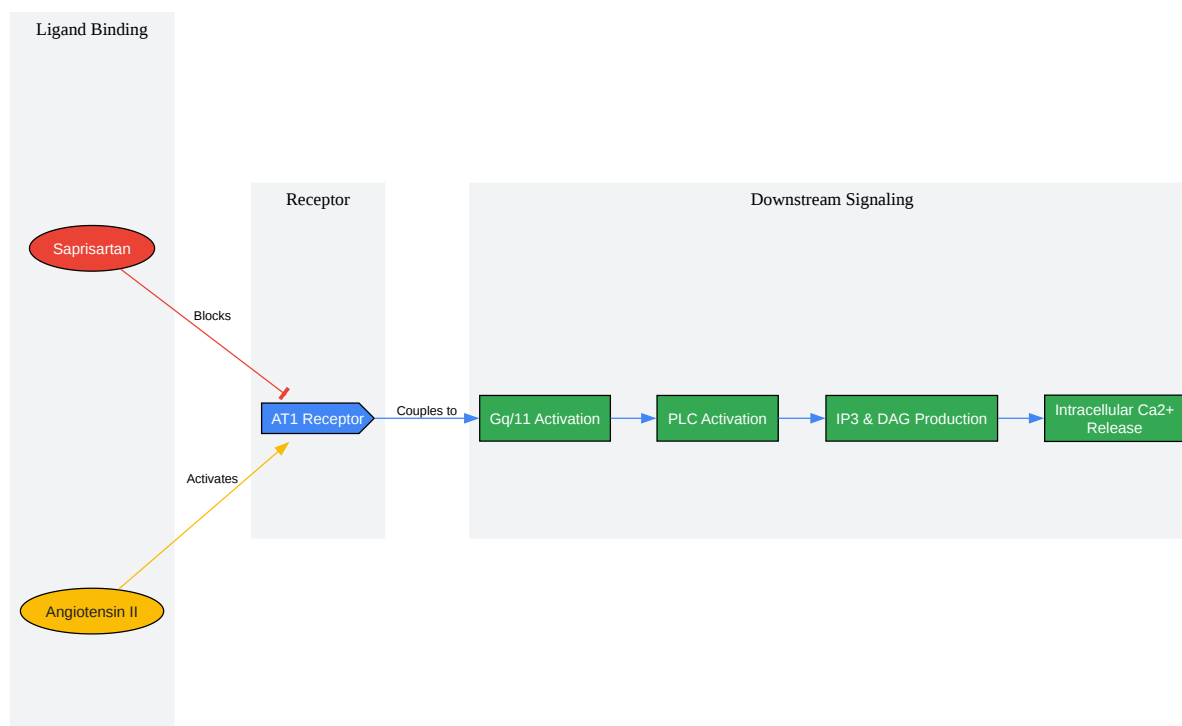 Ligand Binding
Receptor
Downstream Signaling
Saprisartan
Blocks
AT1 Receptor
Couples to
Gq/11 Activation
PLC Activation
IP3 & DAG Production
Intracellular Ca2+
Release
Activates
Angiotensin II